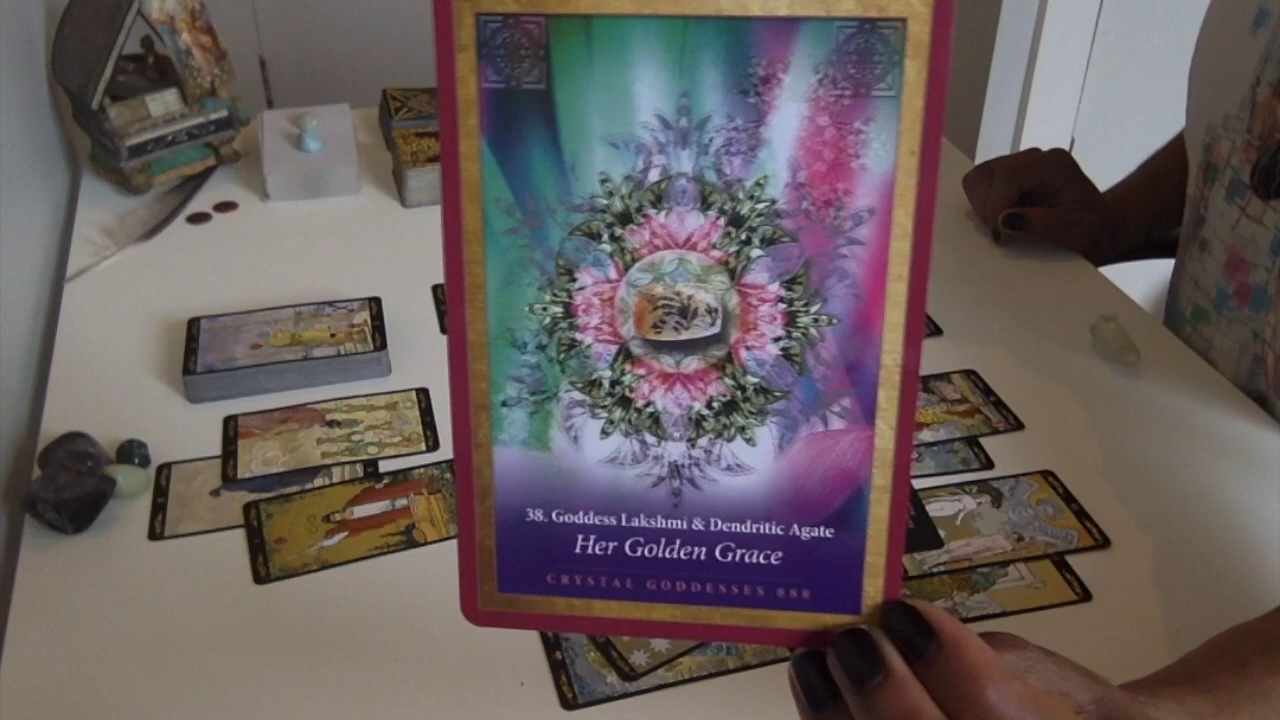 38. Goddess Lakshmi & Dendritic Agate
Her Golden Grace
CRYSTAL GODDESSES 888